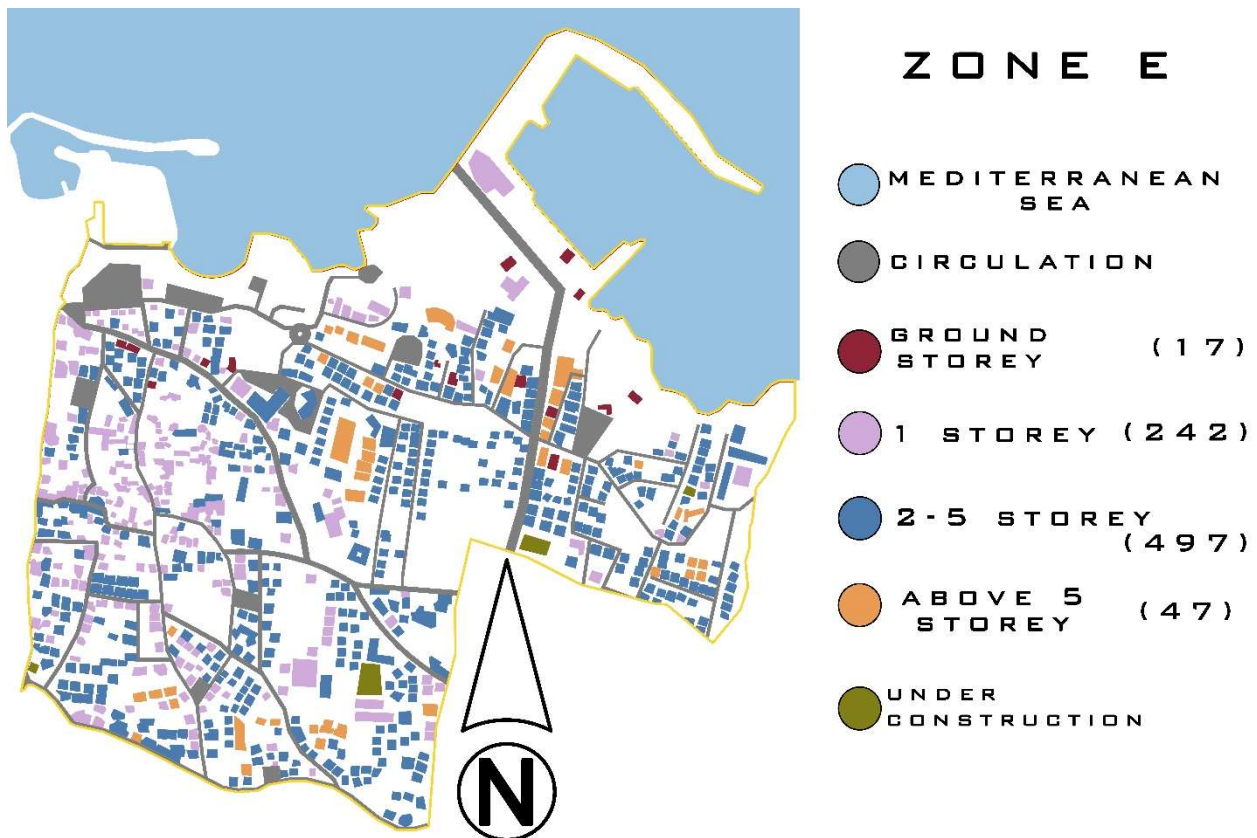 ZONE E
MEDITERRANEAN
SEA
CIRCULATION
GROUND
STOREY (17)
1 STOREY (242)
2-5 STOREY
(497)
ABOVE 5
STOREY (47)
UNDER
CONSTRUCTION
N